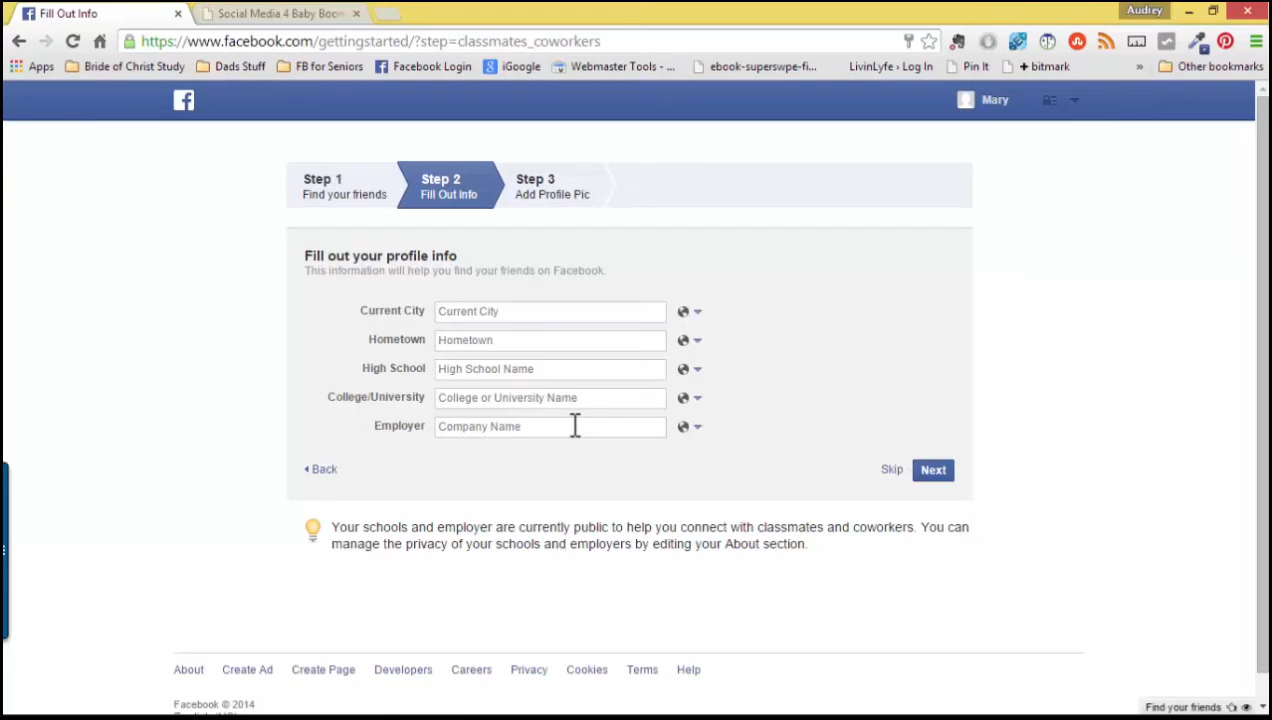 Fill Out Info
Social Media 4 Baby Boom
Audrey
https://www.facebook.com/gettingstarted/?step=classmates_coworkers
Apps Bride of Christ Study Dads Stuff FB for Seniors Facebook Login iGoogle Webmaster Tools - ... ebook-superswpe-fi... LivinLyfe › Log In Pin It + bitmark » Other bookmarks
Mary
Step 1 Step 2 Step 3
Find your friends Fill Out Info Add Profile Pic
Fill out your profile info
This information will help you find your friends on Facebook.
Current City Current City
Hometown Hometown
High School High School Name
College/University College or University Name
Employer Company Name
Back Skip Next
Your schools and employer are currently public to help you connect with classmates and coworkers. You can
manage the privacy of your schools and employers by editing your About section.
About Create Ad Create Page Developers Careers Privacy Cookies Terms Help
Facebook © 2014
Find your friends